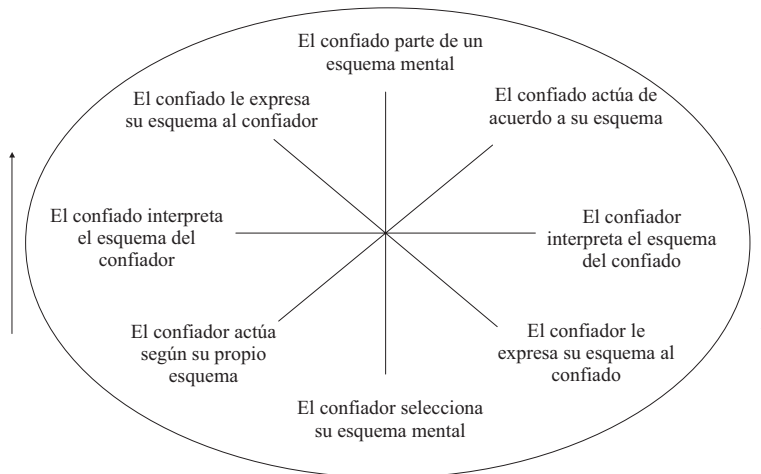 El confiado parte de un
esquema mental
El confiado le expresa
su esquema al confiador
El confiado actúa de
acuerdo a su esquema
El confiado interpreta
el esquema del
confiador
El confiador
interpreta el esquema
del confiado
El confiador actúa
según su propio
esquema
El confiador le
expresa su esquema al
confiado
El confiador selecciona
su esquema mental